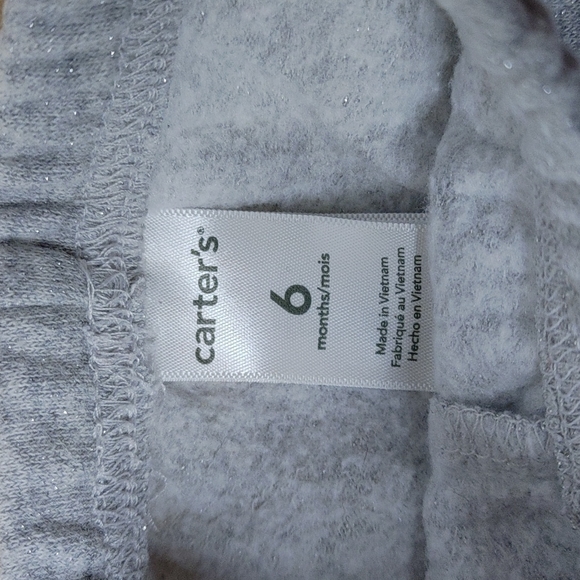 carter's®
6
months/mois
Made in Vietnam
Fabriqué au Vietnam
Hecho en Vietnam